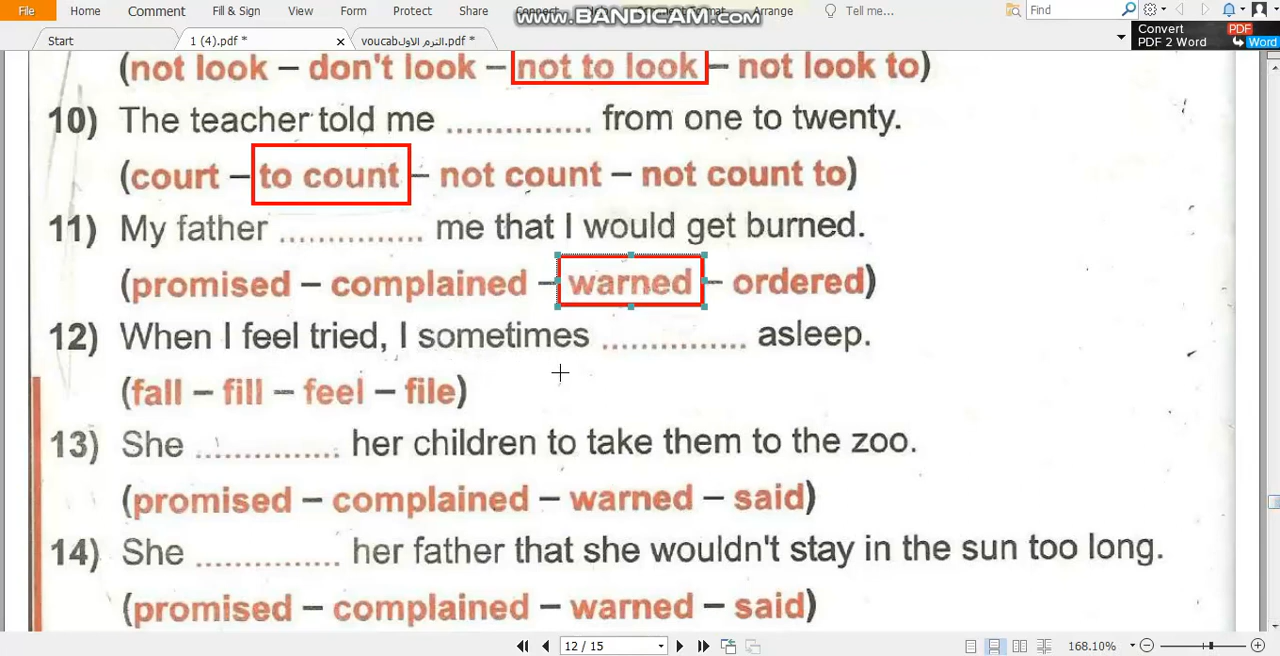 File Home Comment Fill & Sign View Form Protect Share Connect Arrange Tell me... Find
www.BANDICAM.com
Start 1 (4).pdf * voucabالترم الاول.pdf * Convert PDF
PDF 2 Word Word
(not look – don't look – not to look – not look to)
10) The teacher told me ............... from one to twenty.
(court – to count – not count – not count to)
11) My father ............... me that I would get burned.
(promised – complained – warned – ordered)
12) When I feel tried, I sometimes ............... asleep.
(fall – fill – feel – file)
13) She ............... her children to take them to the zoo.
(promised – complained – warned – said)
14) She ............... her father that she wouldn't stay in the sun too long.
(promised – complained – warned – said)
12 / 15 168.10%